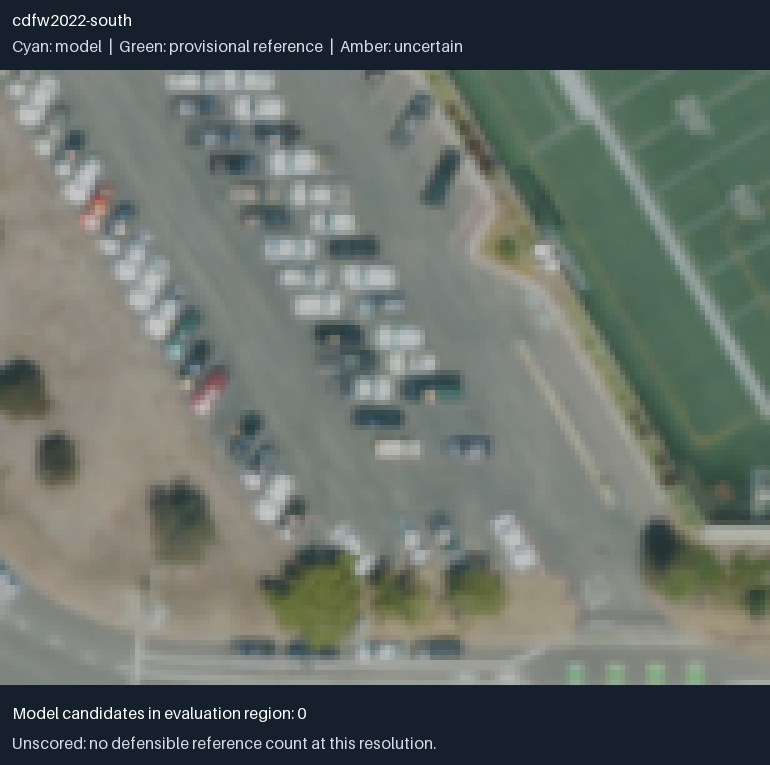 cdfw2022-south
Cyan: model | Green: provisional reference | Amber: uncertain
Model candidates in evaluation region: 0
Unscored: no defensible reference count at this resolution.